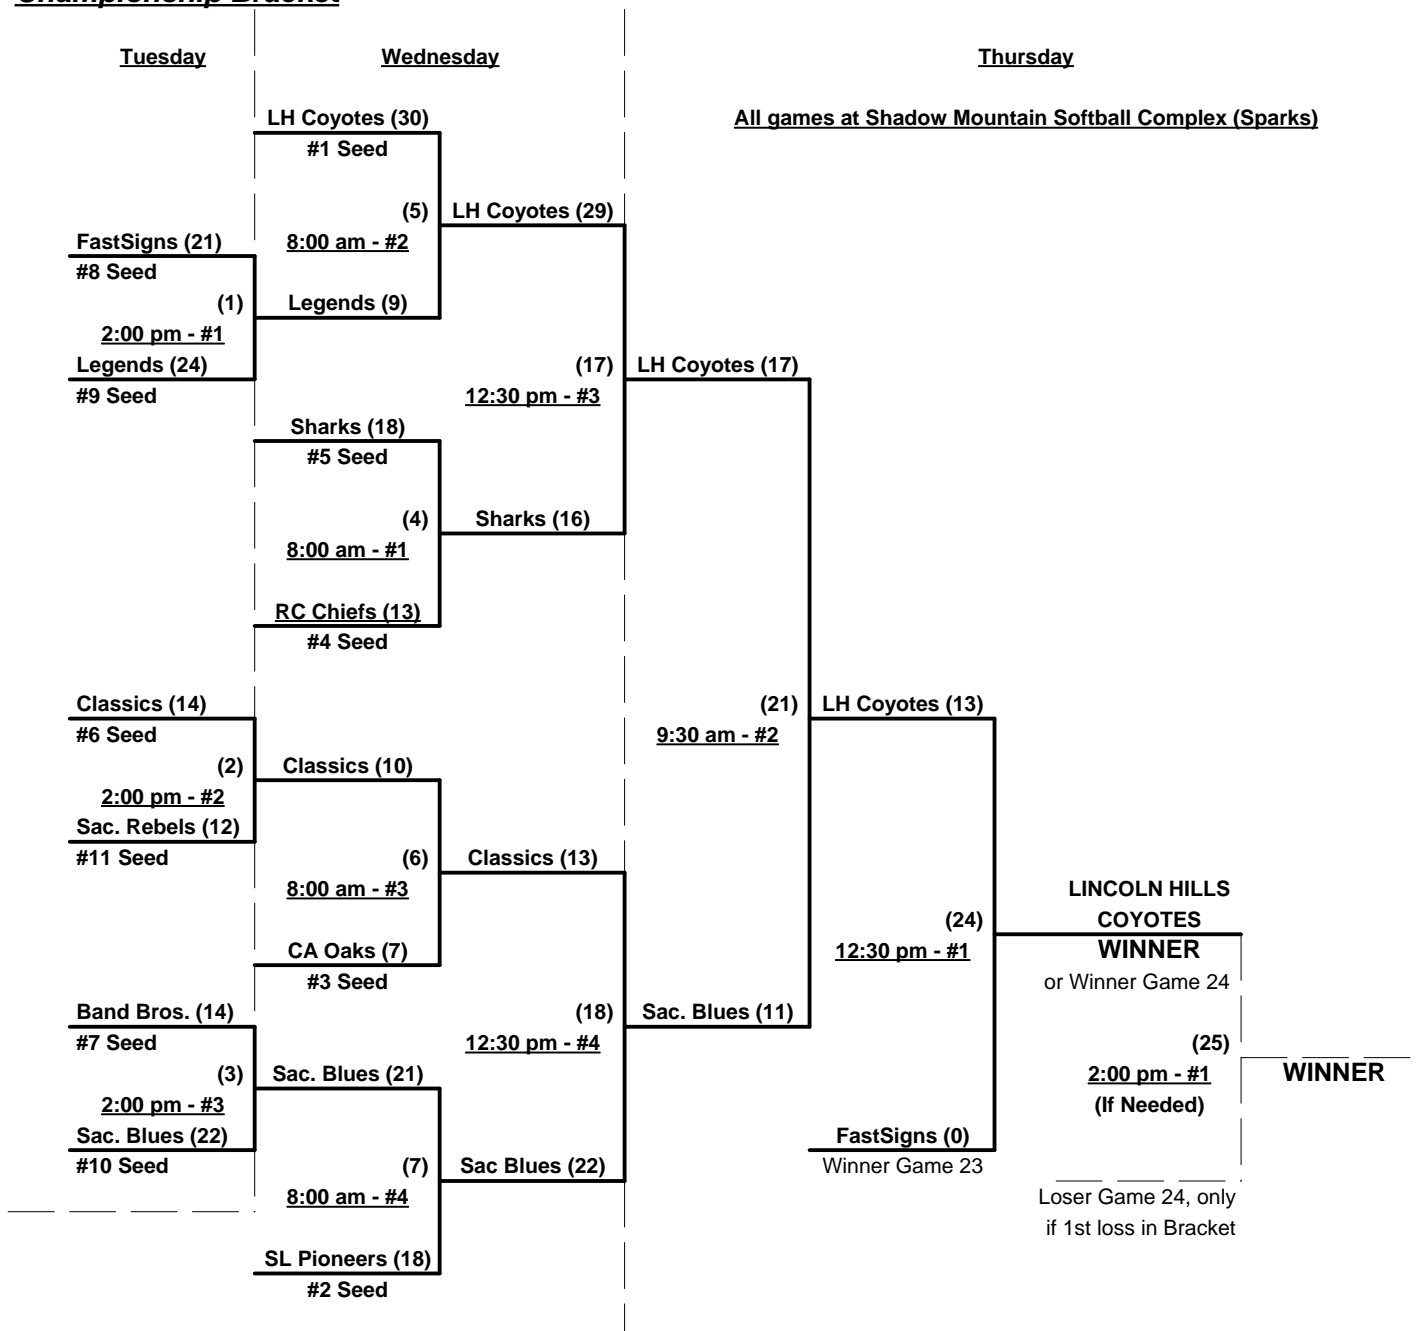 Championship Bracket
Tuesday
Wednesday
Thursday
LH Coyotes (30)
All games at Shadow Mountain Softball Complex (Sparks)
#1 Seed
(5)
LH Coyotes (29)
FastSigns (21)
8:00 am - #2
#8 Seed
(1)
Legends (9)
2:00 pm - #1
Legends (24)
(17)
LH Coyotes (17)
#9 Seed
12:30 pm - #3
Sharks (18)
#5 Seed
(4)
Sharks (16)
8:00 am - #1
RC Chiefs (13)
#4 Seed
Classics (14)
(21)
LH Coyotes (13)
#6 Seed
9:30 am - #2
(2)
Classics (10)
2:00 pm - #2
Sac. Rebels (12)
#11 Seed
(6)
Classics (13)
8:00 am - #3
LINCOLN HILLS
COYOTES
(24)
CA Oaks (7)
12:30 pm - #1
WINNER
#3 Seed
or Winner Game 24
Band Bros. (14)
(18)
Sac. Blues (11)
#7 Seed
12:30 pm - #4
(25)
(3)
Sac. Blues (21)
2:00 pm - #1
WINNER
2:00 pm - #3
(If Needed)
Sac. Blues (22)
FastSigns (0)
#10 Seed
(7)
Sac Blues (22)
Winner Game 23
8:00 am - #4
Loser Game 24, only
if 1st loss in Bracket
SL Pioneers (18)
#2 Seed